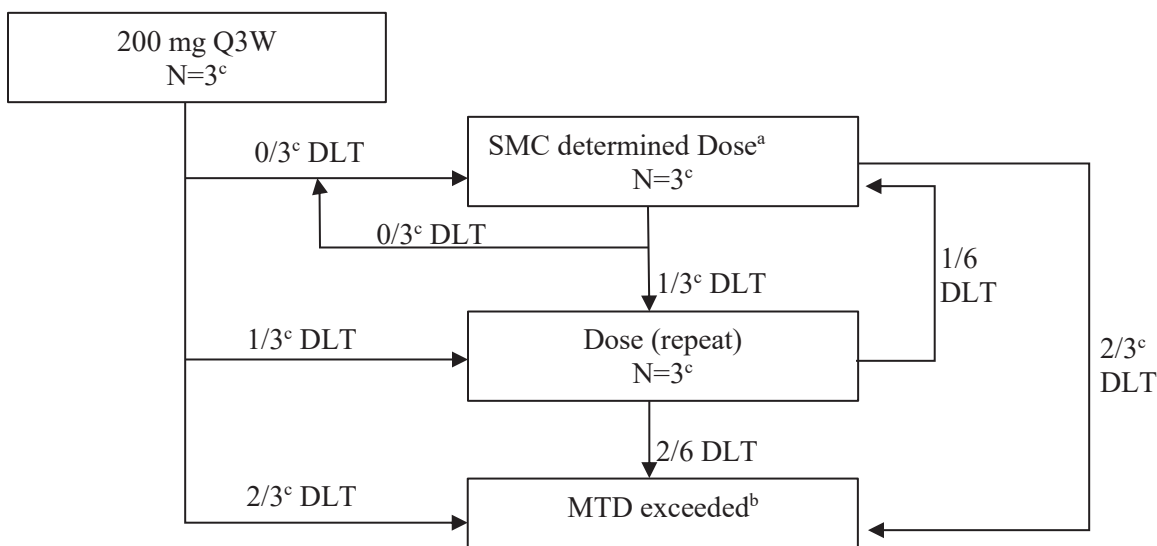 200 mg Q3W
N=3ᶜ
0/3ᶜ DLT
SMC determined Doseᵃ
N=3ᶜ
0/3ᶜ DLT
1/3ᶜ DLT
1/6
DLT
1/3ᶜ DLT
Dose (repeat)
N=3ᶜ
2/3ᶜ
DLT
2/6 DLT
2/3ᶜ DLT
MTD exceededᵇ